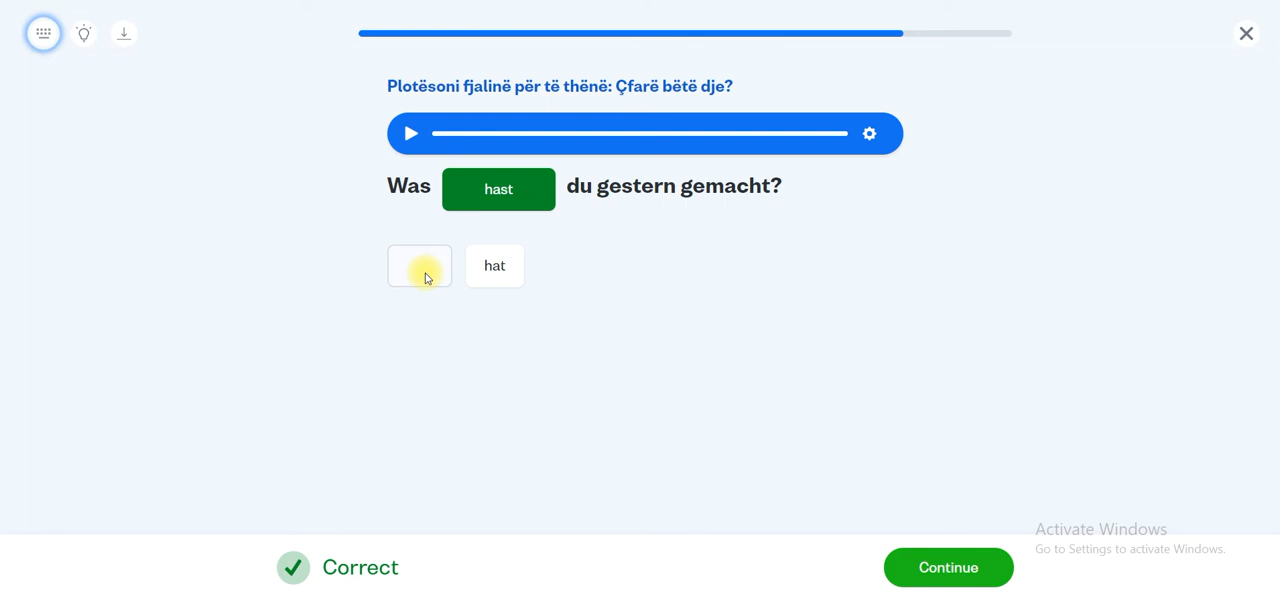 Plotësoni fjalinë për të thënë: Çfarë bëtë dje?
Was hast du gestern gemacht?
hat
Activate Windows
Go to Settings to activate Windows.
Correct
Continue